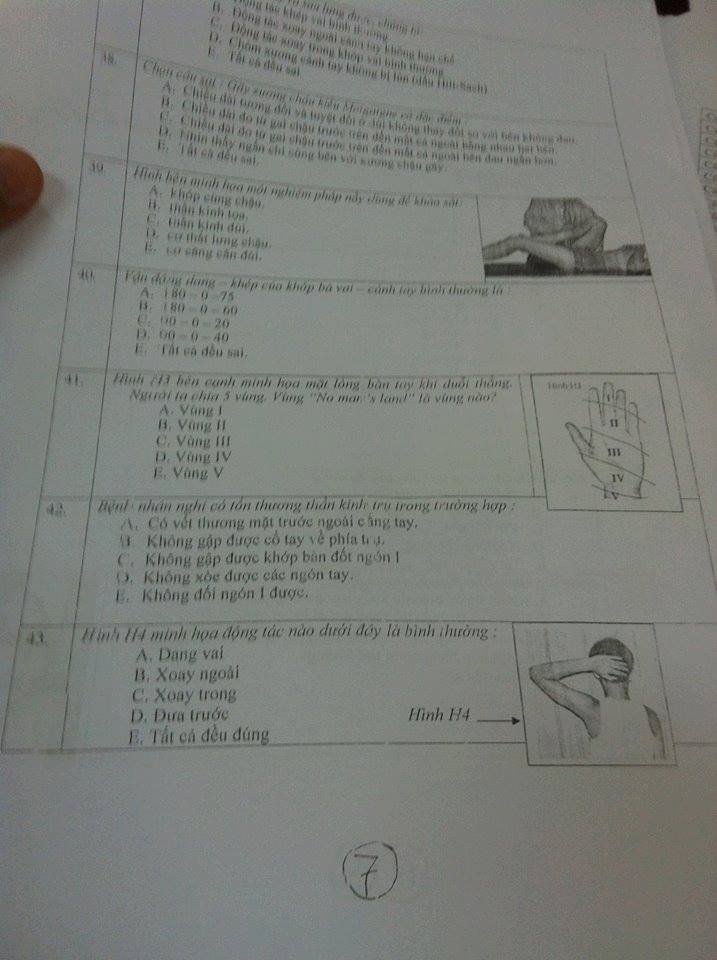 B. Động tác khép vai bình thường
C. Động tác xoay ngoài cánh tay không hạn chế
D. Động tác xoay trong khớp vai bình thường
E. Chỏm xương cánh tay không bị lún (dấu Hill-Sach)
Tất cả đều sai
38. Chọn câu sai : Gãy xương chậu kiểu Malgaigne có đặc điểm :
A. Chiều dài tương đối và tuyệt đối ở đùi không thay đổi so với bên không đau.
B. Chiều dài đo từ gai chậu trước trên đến mắt cá ngoài bằng nhau hai bên.
C. Chiều dài đo từ gai chậu trước trên đến mắt cá ngoài bên đau ngắn hơn.
D. Nhìn thấy ngắn chi cùng bên với xương chậu gãy.
E. Tất cả đều sai.
39. Hình bên minh họa một nghiệm pháp này dùng để khảo sát:
A. khớp cùng chậu.
B. thần kinh tọa.
C. thần kinh đùi.
D. cơ thắt lưng chậu.
E. cơ căng cân đùi.
40. Vận động dang – khép của khớp bả vai – cánh tay bình thường là :
A. 180 – 0 –75
B. 180 – 0 – 60
C. 90 – 0 – 20
D. 90 – 0 – 40
E. Tất cả đều sai.
41. Hình H3 bên cạnh minh họa mặt lòng bàn tay khi duỗi thẳng.
Người ta chia 5 vùng. Vùng "No man's land" là vùng nào?
A. Vùng I
B. Vùng II
C. Vùng III
D. Vùng IV
E. Vùng V
Hình H3
I
II
III
IV
V
42. Bệnh nhân nghi có tổn thương thần kinh trụ trong trường hợp :
A. Có vết thương mặt trước ngoài cẳng tay.
B. Không gập được cổ tay về phía trụ.
C. Không gập được khớp bàn đốt ngón I
D. Không xòe được các ngón tay.
E. Không đối ngón I được.
43. Hình H4 minh họa động tác nào dưới đây là bình thường :
A. Dang vai
B. Xoay ngoài
C. Xoay trong
D. Đưa trước
E. Tất cả đều đúng
Hình H4
7